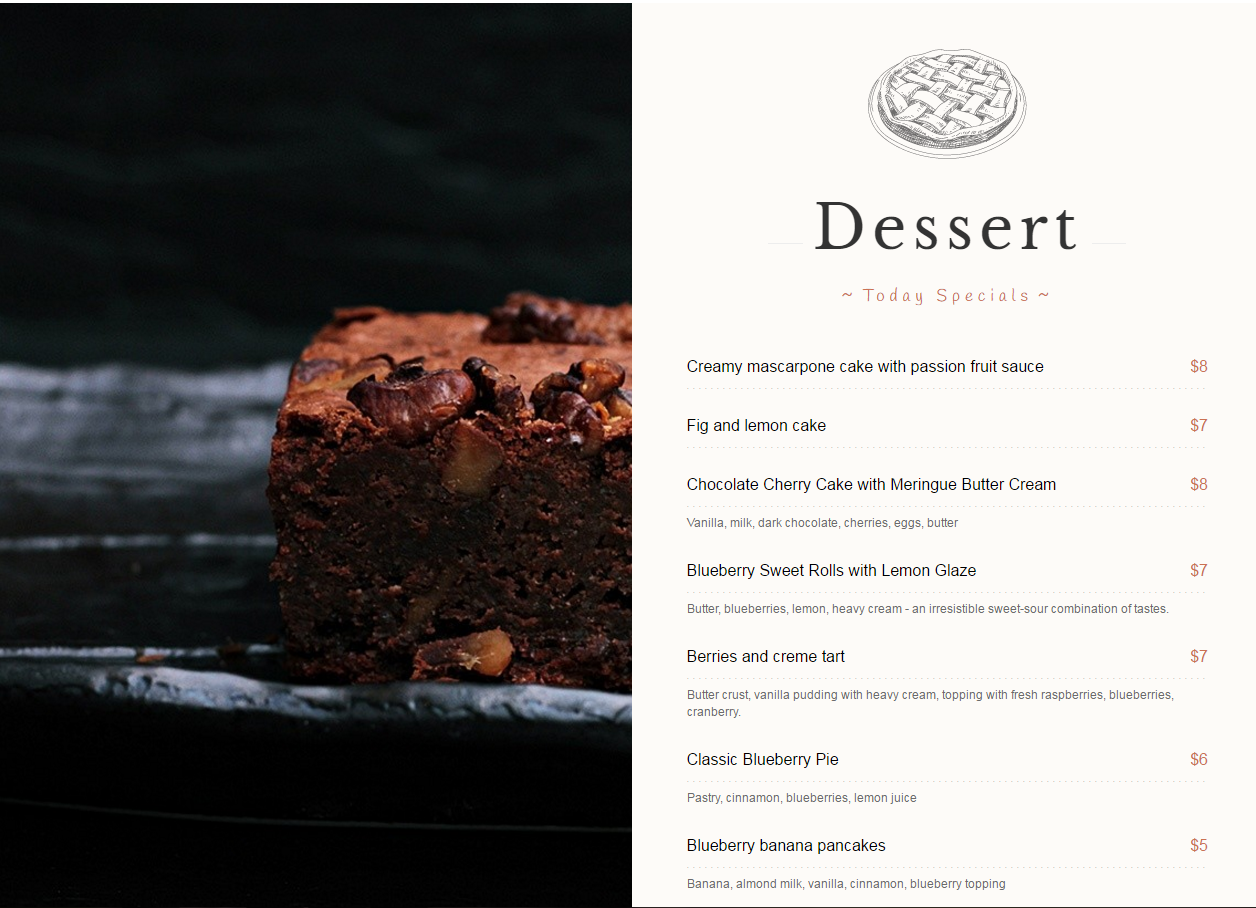 Dessert
~ Today Specials ~
Creamy mascarpone cake with passion fruit sauce $8
Fig and lemon cake $7
Chocolate Cherry Cake with Meringue Butter Cream $8
Vanilla, milk, dark chocolate, cherries, eggs, butter
Blueberry Sweet Rolls with Lemon Glaze $7
Butter, blueberries, lemon, heavy cream - an irresistible sweet-sour combination of tastes.
Berries and creme tart $7
Butter crust, vanilla pudding with heavy cream, topping with fresh raspberries, blueberries,
cranberry.
Classic Blueberry Pie $6
Pastry, cinnamon, blueberries, lemon juice
Blueberry banana pancakes $5
Banana, almond milk, vanilla, cinnamon, blueberry topping